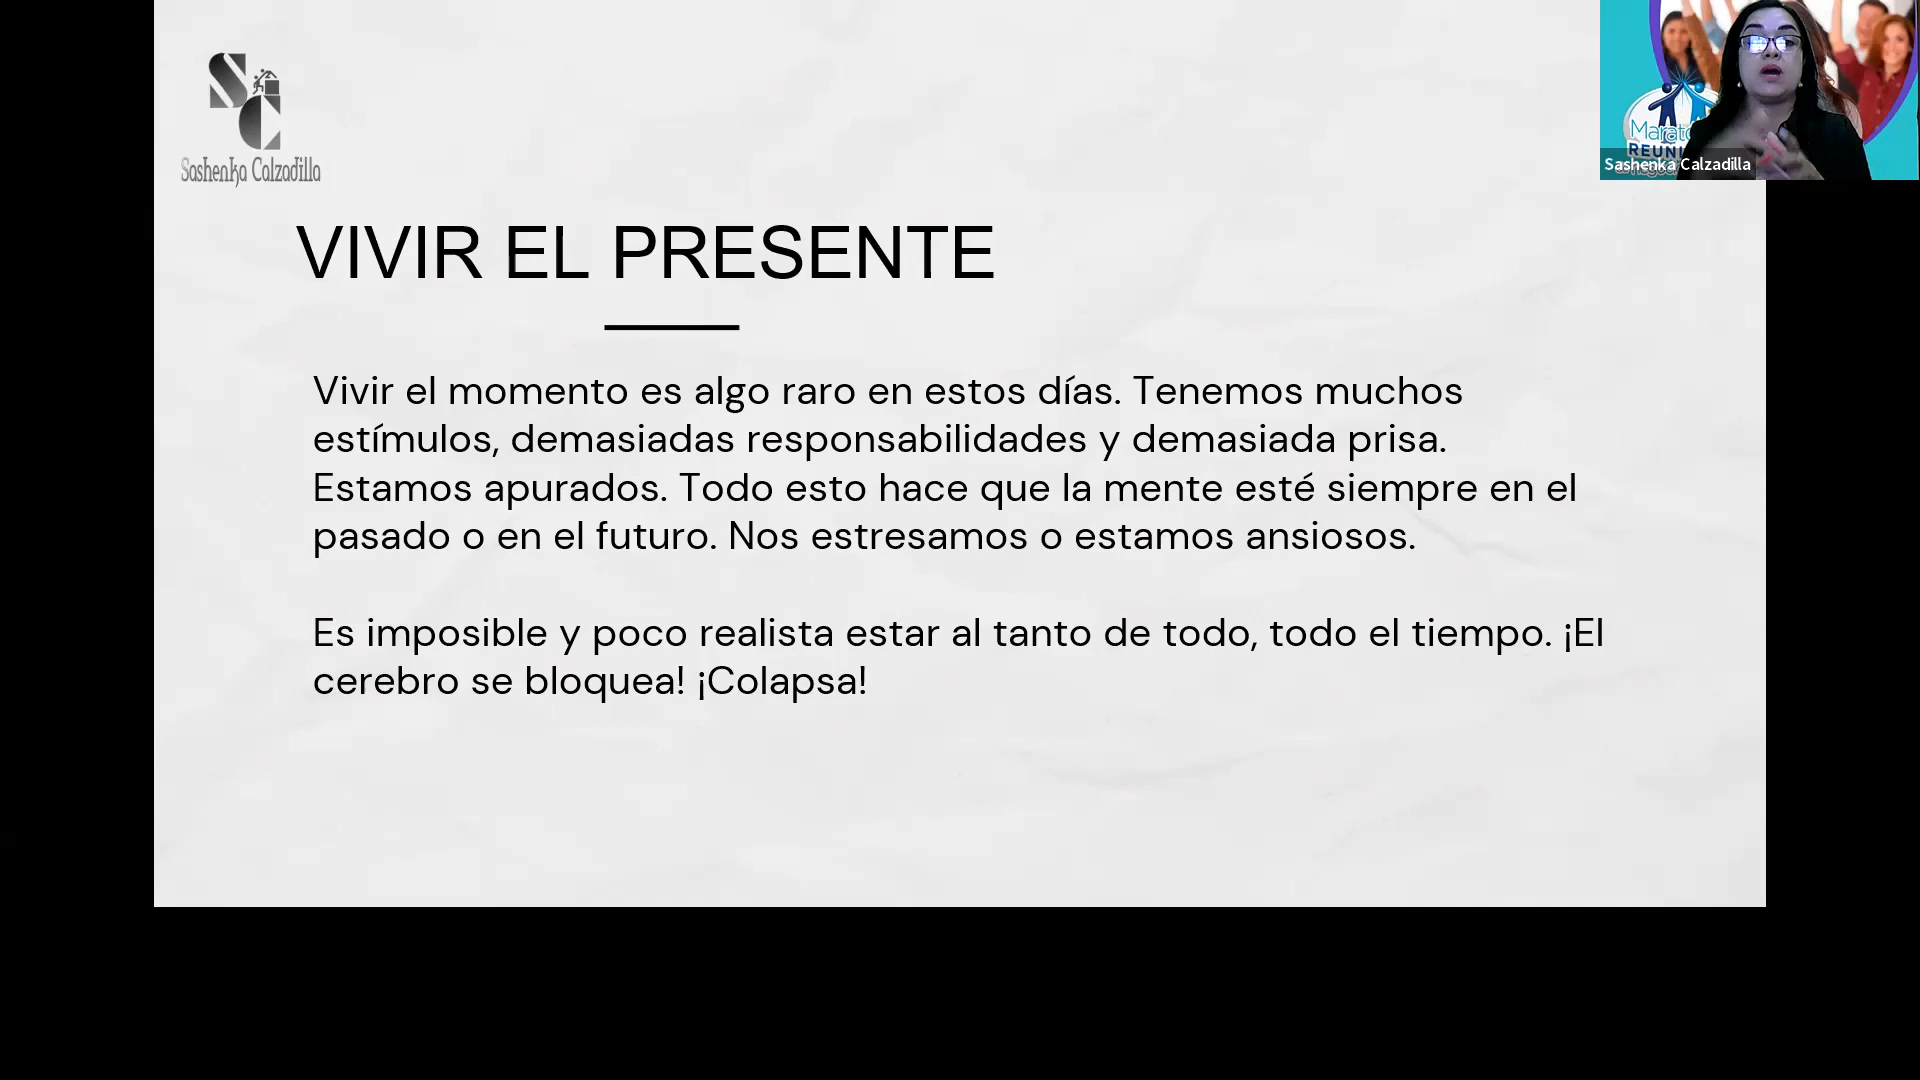 SC
Sashenka Calzadilla
Sashenka Calzadilla
VIVIR EL PRESENTE
Vivir el momento es algo raro en estos días. Tenemos muchos
estímulos, demasiadas responsabilidades y demasiada prisa.
Estamos apurados. Todo esto hace que la mente esté siempre en el
pasado o en el futuro. Nos estresamos o estamos ansiosos.
Es imposible y poco realista estar al tanto de todo, todo el tiempo. ¡El
cerebro se bloquea! ¡Colapsa!